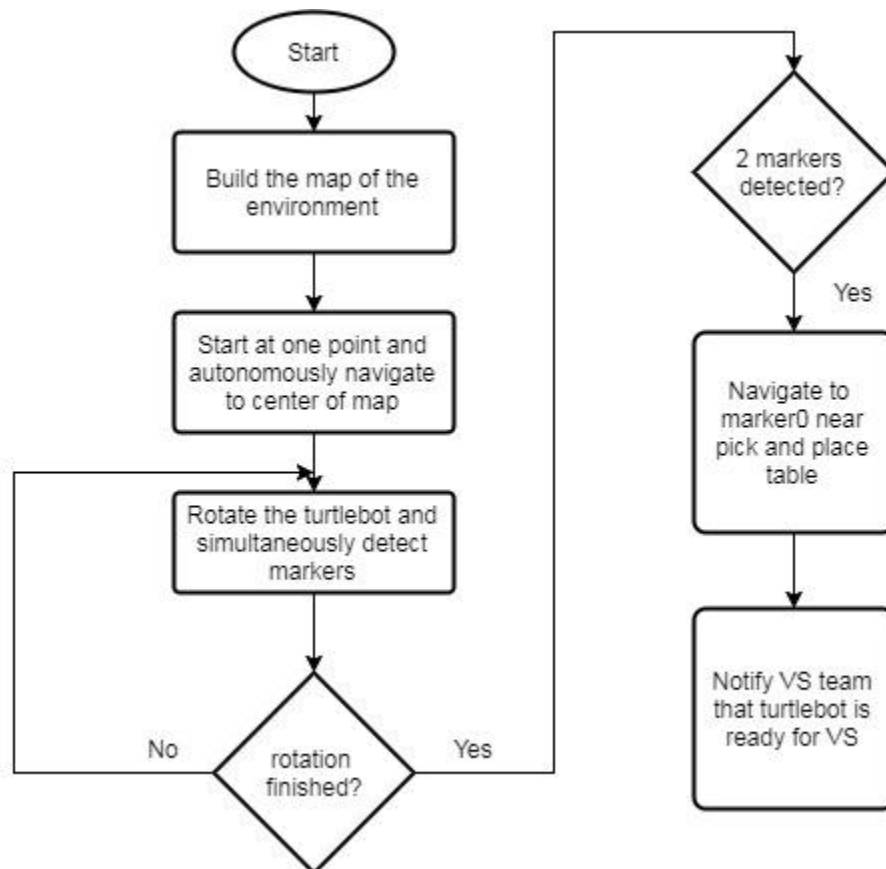 Start
Build the map of the
environment
Start at one point and
autonomously navigate
to center of map
Rotate the turtlebot and
simultaneously detect
markers
No
rotation
finished?
Yes
2 markers
detected?
Yes
Navigate to
marker0 near
pick and place
table
Notify VS team
that turtlebot is
ready for VS